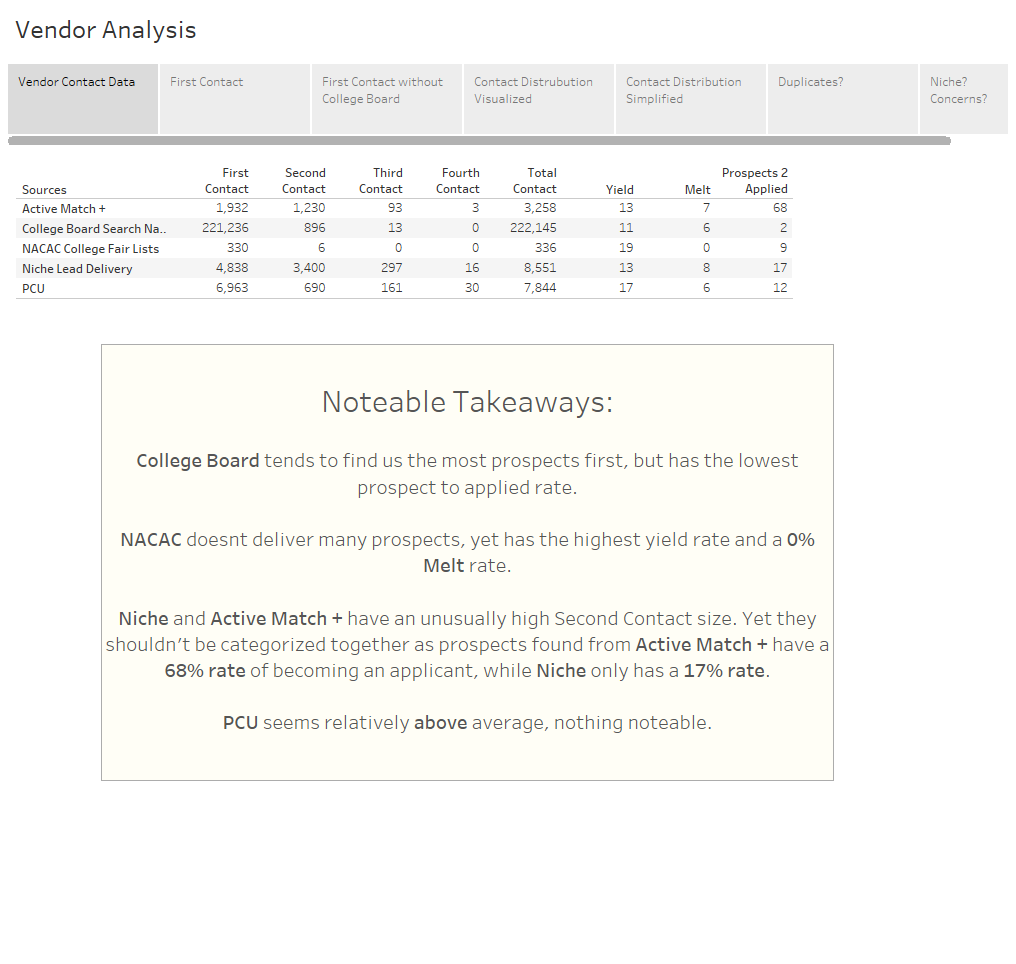 Vendor Analysis
Vendor Contact Data
First Contact
First Contact without
College Board
Contact Distrubution
Visualized
Contact Distribution
Simplified
Duplicates?
Niche?
Concerns?
Sources First Contact Second Contact Third Contact Fourth Contact Total Contact Yield Melt Prospects 2 Applied
Active Match + 1,932 1,230 93 3 3,258 13 7 68
College Board Search Na.. 221,236 896 13 0 222,145 11 6 2
NACAC College Fair Lists 330 6 0 0 336 19 0 9
Niche Lead Delivery 4,838 3,400 297 16 8,551 13 8 17
PCU 6,963 690 161 30 7,844 17 6 12
Noteable Takeaways:
College Board tends to find us the most prospects first, but has the lowest
prospect to applied rate.
NACAC doesnt deliver many prospects, yet has the highest yield rate and a 0%
Melt rate.
Niche and Active Match + have an unusually high Second Contact size. Yet they
shouldn't be categorized together as prospects found from Active Match + have a
68% rate of becoming an applicant, while Niche only has a 17% rate.
PCU seems relatively above average, nothing noteable.